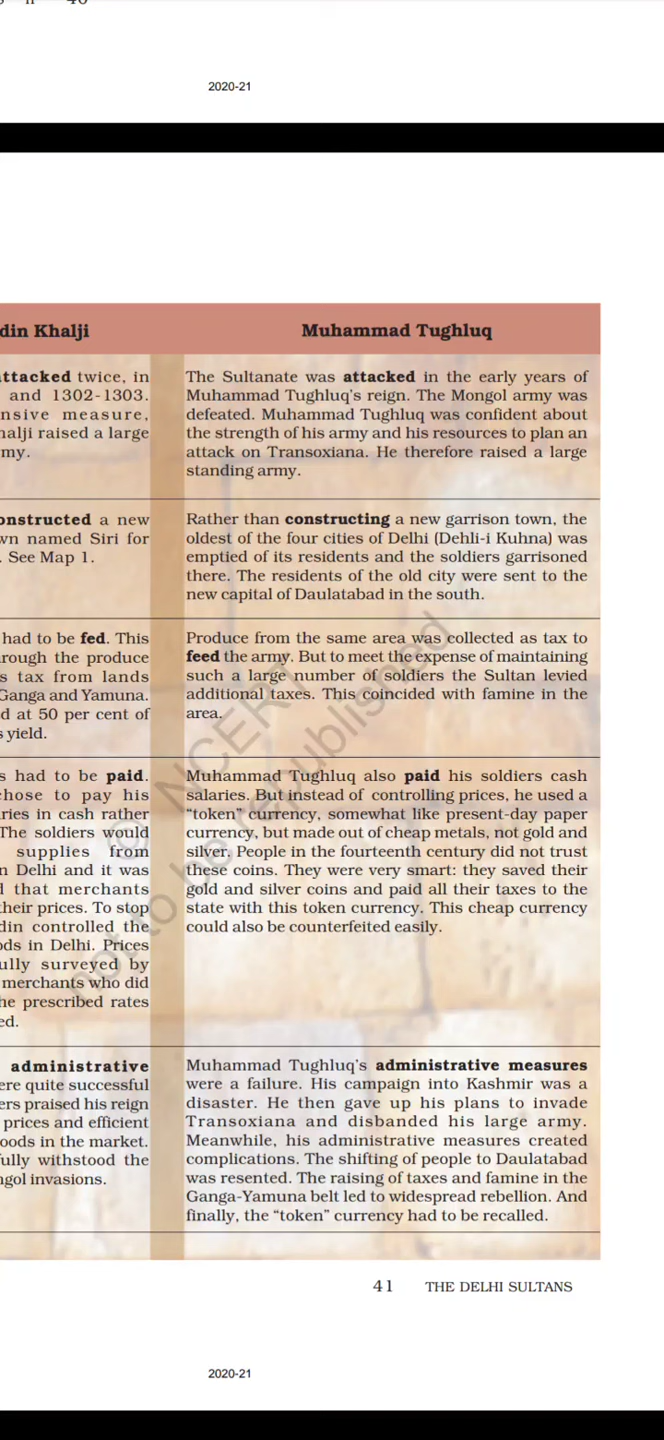 2020-21
din Khalji
attacked twice, in
and 1302-1303.
nsive measure,
halji raised a large
my.
onstructed a new
wn named Siri for
. See Map 1.
had to be fed. This
rough the produce
s tax from lands
Ganga and Yamuna.
d at 50 per cent of
s yield.
s had to be paid.
chose to pay his
ries in cash rather
The soldiers would
supplies from
n Delhi and it was
d that merchants
their prices. To stop
din controlled the
ods in Delhi. Prices
ully surveyed by
merchants who did
he prescribed rates
ed.
administrative
ere quite successful
ers praised his reign
prices and efficient
oods in the market.
fully withstood the
ngol invasions.
Muhammad Tughluq
The Sultanate was attacked in the early years of
Muhammad Tughluq's reign. The Mongol army was
defeated. Muhammad Tughluq was confident about
the strength of his army and his resources to plan an
attack on Transoxiana. He therefore raised a large
standing army.
Rather than constructing a new garrison town, the
oldest of the four cities of Delhi (Dehli-i Kuhna) was
emptied of its residents and the soldiers garrisoned
there. The residents of the old city were sent to the
new capital of Daulatabad in the south.
Produce from the same area was collected as tax to
feed the army. But to meet the expense of maintaining
such a large number of soldiers the Sultan levied
additional taxes. This coincided with famine in the
area.
Muhammad Tughluq also paid his soldiers cash
salaries. But instead of controlling prices, he used a
“token” currency, somewhat like present-day paper
currency, but made out of cheap metals, not gold and
silver. People in the fourteenth century did not trust
these coins. They were very smart: they saved their
gold and silver coins and paid all their taxes to the
state with this token currency. This cheap currency
could also be counterfeited easily.
Muhammad Tughluq's administrative measures
were a failure. His campaign into Kashmir was a
disaster. He then gave up his plans to invade
Transoxiana and disbanded his large army.
Meanwhile, his administrative measures created
complications. The shifting of people to Daulatabad
was resented. The raising of taxes and famine in the
Ganga-Yamuna belt led to widespread rebellion. And
finally, the “token” currency had to be recalled.
© NCERT
not to be republished
41 THE DELHI SULTANS
2020-21